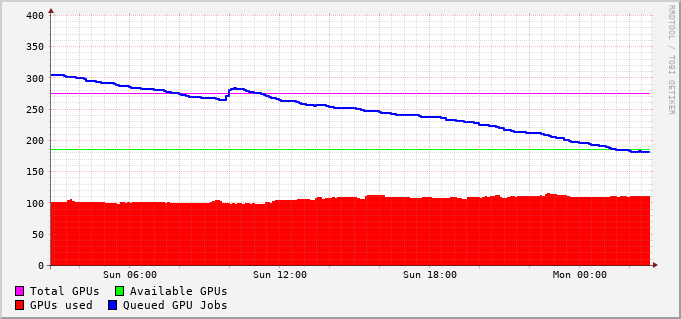 400
350
300
250
200
150
100
50
0
Sun 06:00 Sun 12:00 Sun 18:00 Mon 00:00
Total GPUs Available GPUs
GPUs used Queued GPU Jobs
RRDTOOL / TOBI OETIKER